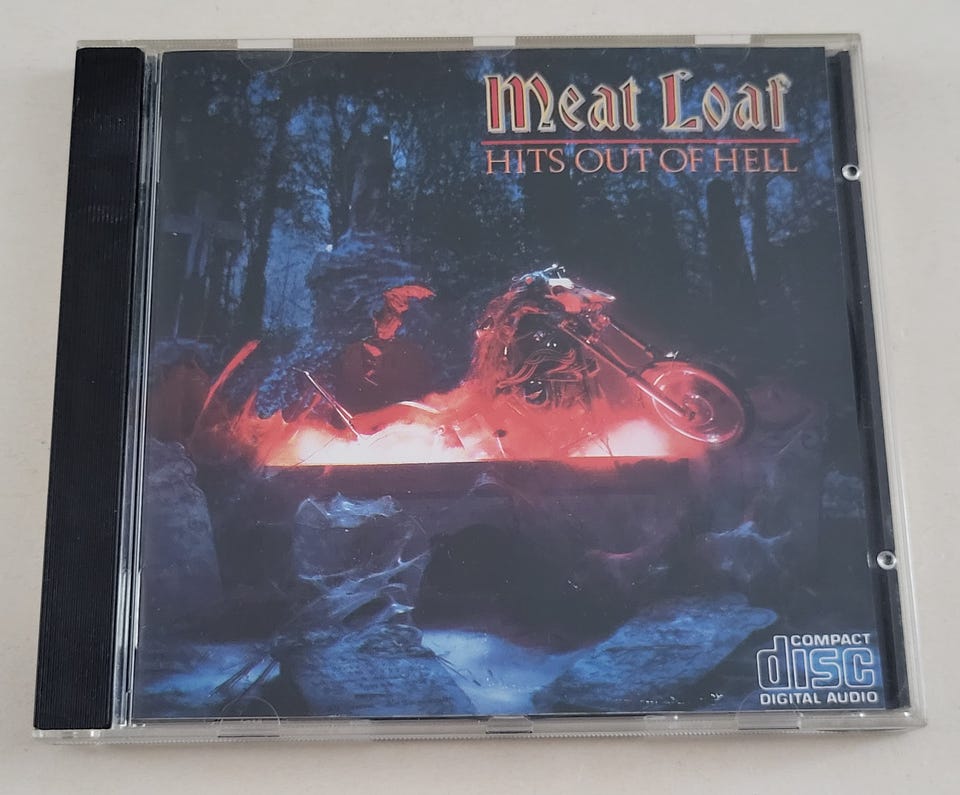 Meat Loaf
HITS OUT OF HELL
COMPACT
disc
DIGITAL AUDIO